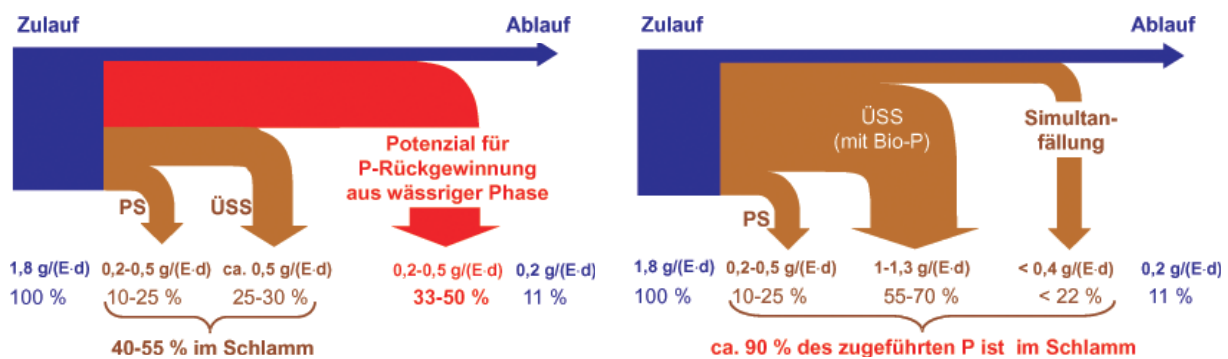 Zulauf
Ablauf
PS
ÜSS
Potenzial für
P-Rückgewinnung
aus wässriger Phase
1,8 g/(E·d)
0,2-0,5 g/(E·d)
ca. 0,5 g/(E·d)
0,2-0,5 g/(E·d)
0,2 g/(E·d)
100 %
10-25 %
25-30 %
33-50 %
11 %
40-55 % im Schlamm
Zulauf
Ablauf
PS
ÜSS
(mit Bio-P)
Simultan-
fällung
1,8 g/(E·d)
0,2-0,5 g/(E·d)
1-1,3 g/(E·d)
< 0,4 g/(E·d)
0,2 g/(E·d)
100 %
10-25 %
55-70 %
< 22 %
11 %
ca. 90 % des zugeführten P ist im Schlamm